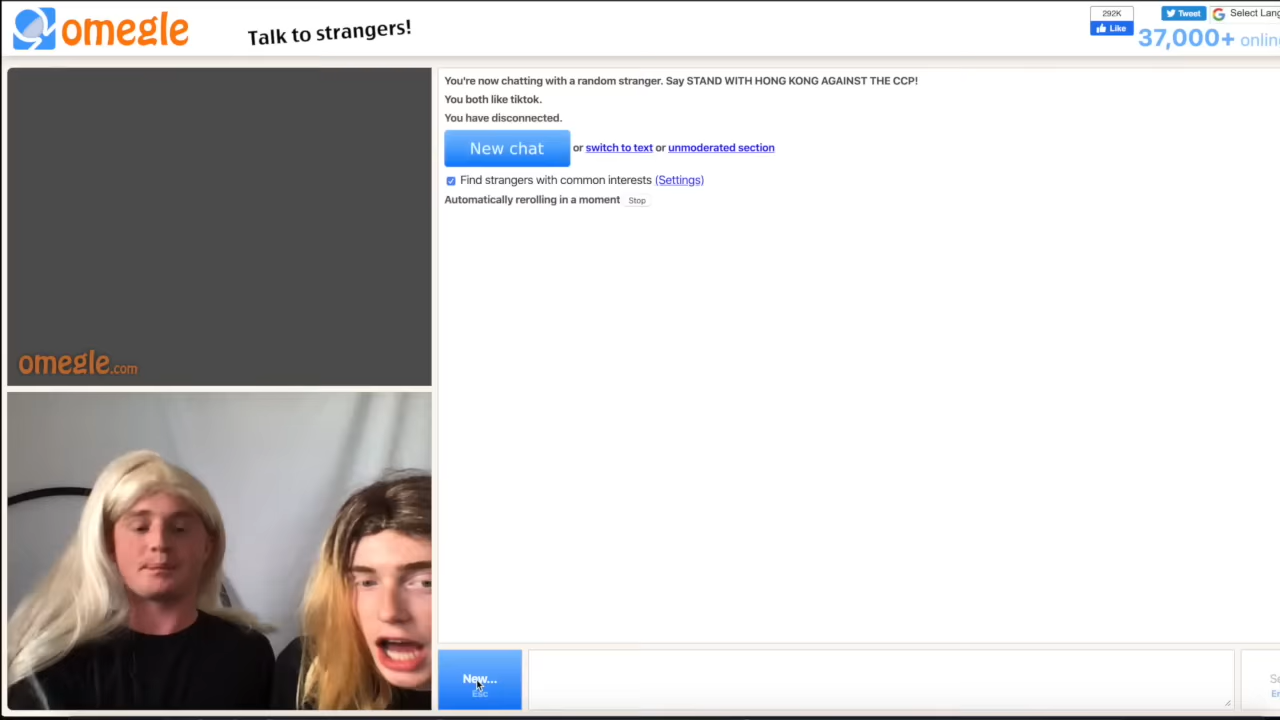 omegle
Talk to strangers!
292K
Like
Tweet
Select Lang
37,000+ onlin
You're now chatting with a random stranger. Say STAND WITH HONG KONG AGAINST THE CCP!
You both like tiktok.
You have disconnected.
New chat or switch to text or unmoderated section
Find strangers with common interests (Settings)
Automatically rerolling in a moment Stop
omegle.com
New...
Esc
Se
En